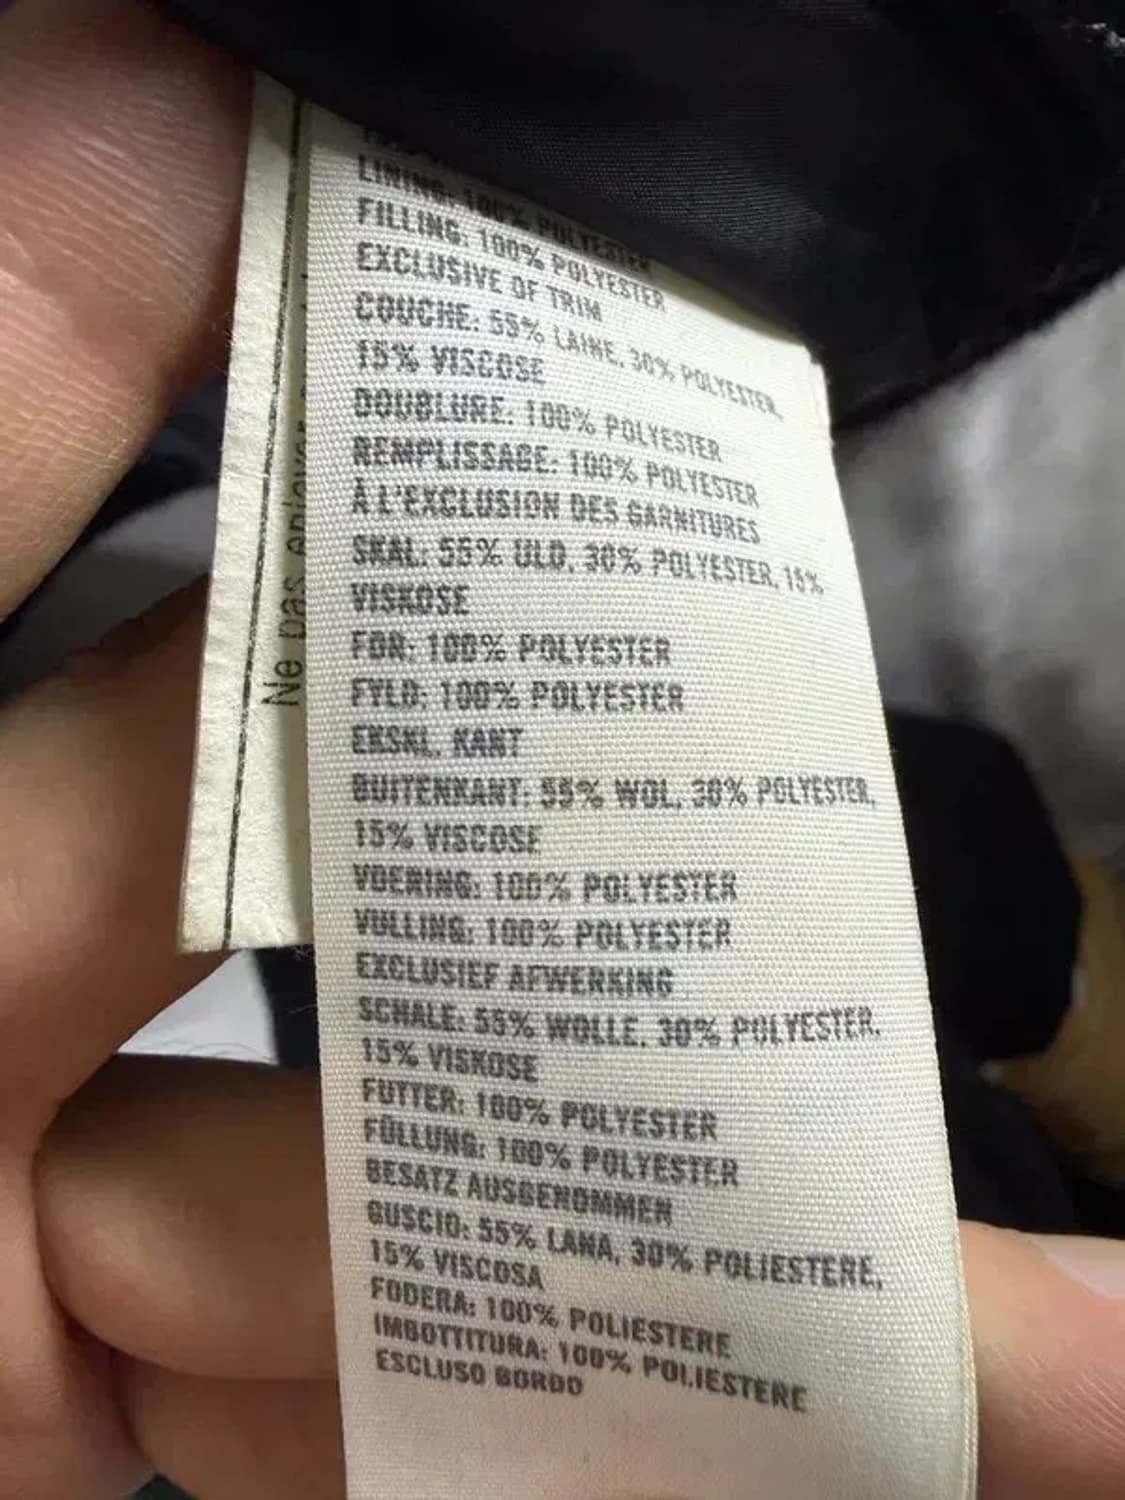 LINING: 100% POLYESTER
FILLING: 100% POLYESTER
EXCLUSIVE OF TRIM
COUCHE: 55% LAINE, 30% POLYESTER,
15% VISCOSE
DOUBLURE: 100% POLYESTER
REMPLISSAGE: 100% POLYESTER
À L'EXCLUSION DES GARNITURES
SKAL: 55% ULD, 30% POLYESTER, 15%
VISKOSE
FOR: 100% POLYESTER
FYLD: 100% POLYESTER
EKSKL. KANT
BUITENKANT: 55% WOL, 30% POLYESTER,
15% VISCOSE
VOERING: 100% POLYESTER
VULLING: 100% POLYESTER
EXCLUSIEF AFWERKING
SCHALE: 55% WOLLE, 30% POLYESTER,
15% VISKOSE
FUTTER: 100% POLYESTER
FÜLLUNG: 100% POLYESTER
BESATZ AUSGENOMMEN
GUSCIO: 55% LANA, 30% POLIESTERE,
15% VISCOSA
FODERA: 100% POLIESTERE
IMBOTTITURA: 100% POLIESTERE
ESCLUSO BORDO
Ne pas enlever